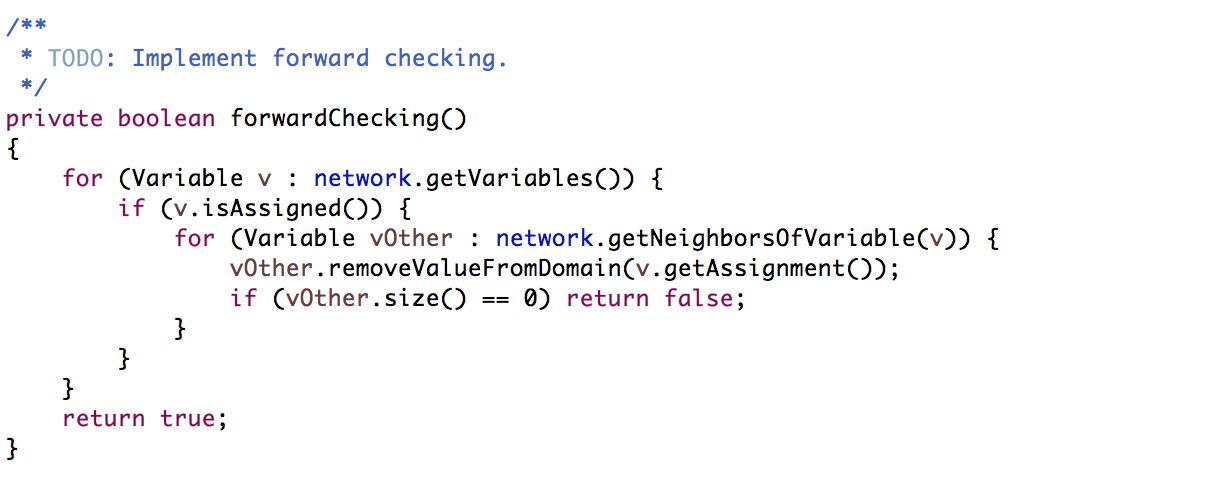 /**
 * TODO: Implement forward checking.
 */
private boolean forwardChecking()
{
    for (Variable v : network.getVariables()) {
        if (v.isAssigned()) {
            for (Variable vOther : network.getNeighborsOfVariable(v)) {
                vOther.removeValueFromDomain(v.getAssignment());
                if (vOther.size() == 0) return false;
            }
        }
    }
    return true;
}